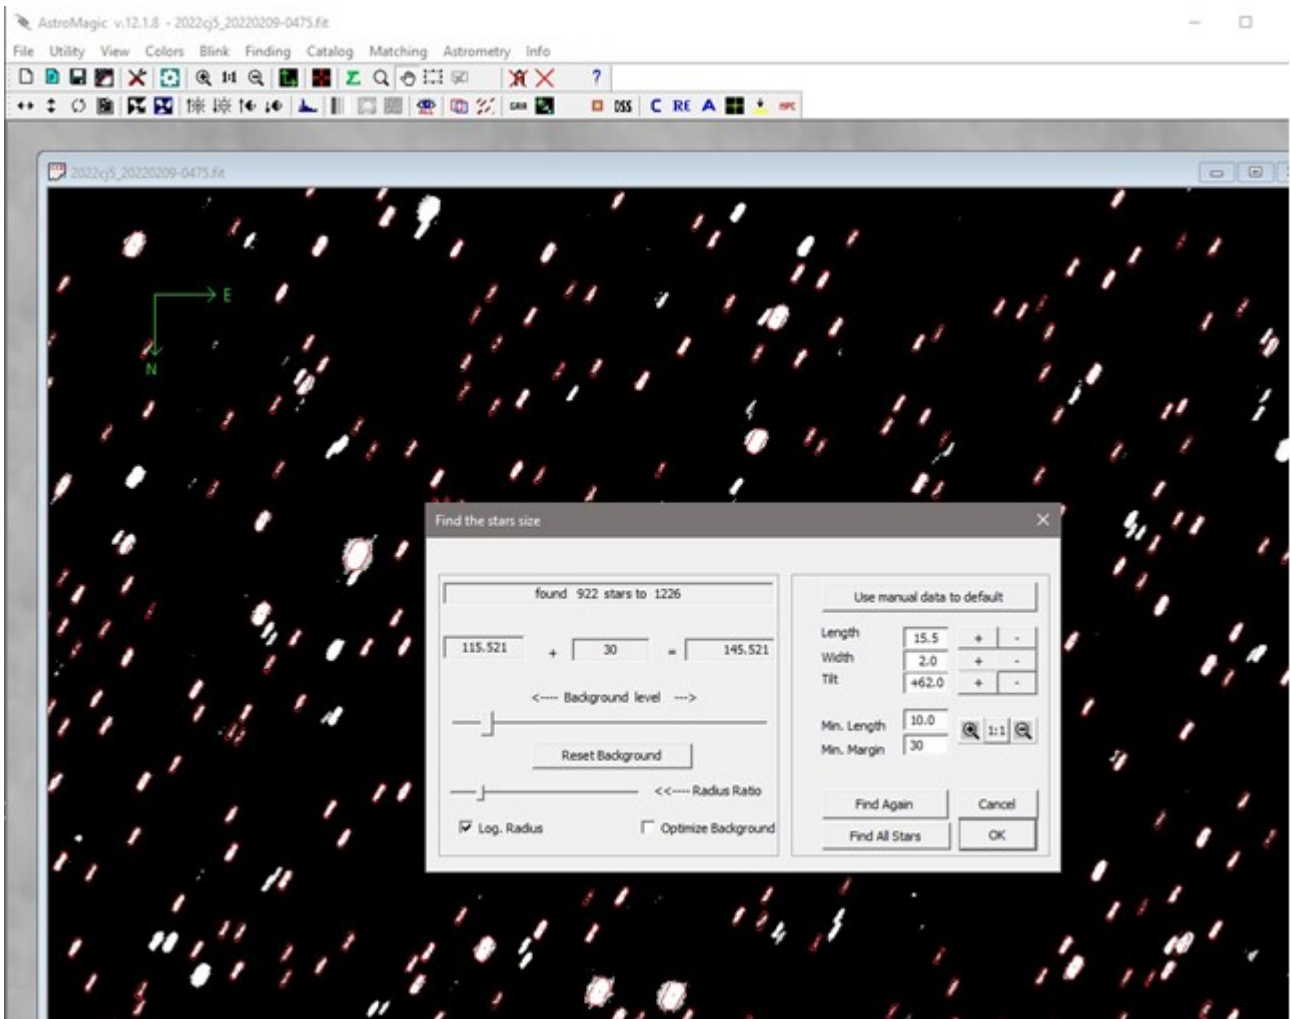 AstroMagic v.12.1.8 - 2022cj5_20220209-0475.fit
File Utility View Colors Blink Finding Catalog Matching Astrometry Info
1:1 Σ ?
GRH DSS C RE A MPC
2022cj5_20220209-0475.fit
E
N
Find the stars size
found 922 stars to 1226
115.521 + 30 = 145.521
<---- Background level --->
Reset Background
<<---- Radius Ratio
Log. Radius
Optimize Background
Use manual data to default
Length 15.5 + -
Width 2.0 + -
Tilt +62.0 + -
Min. Length 10.0
Min. Margin 30
1:1
Find Again Cancel
Find All Stars OK